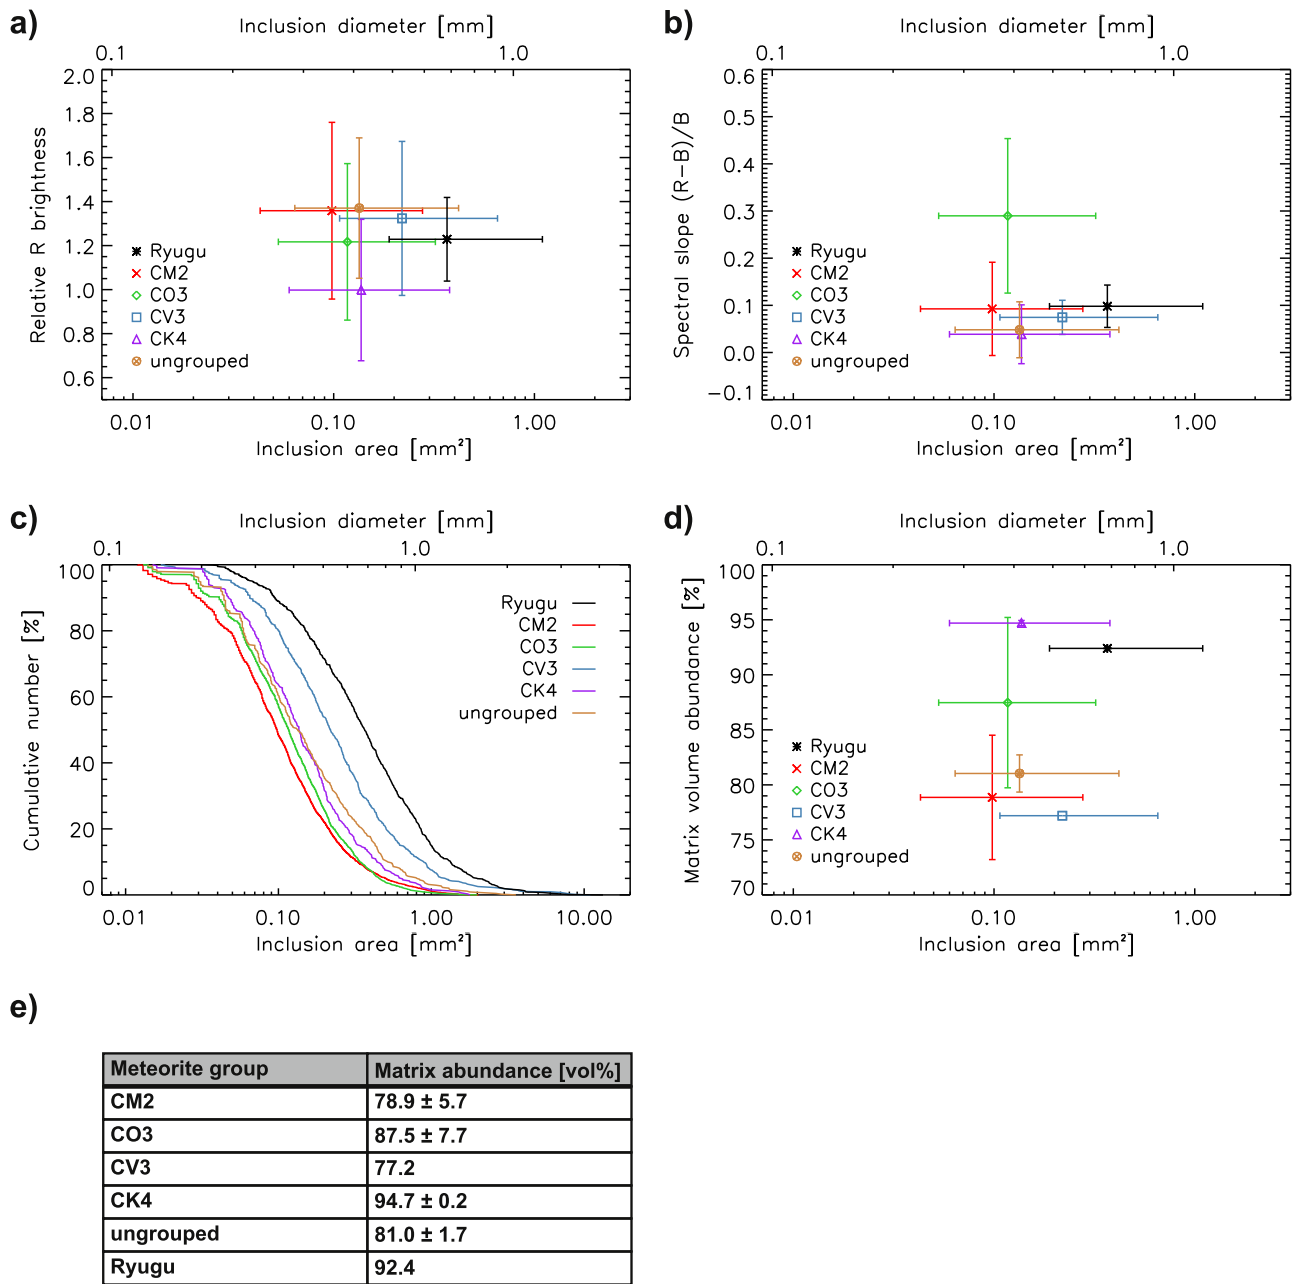 a)
Inclusion diameter [mm]
0.1 1.0
Relative R brightness
2.0
1.8
1.6
1.4
1.2
1.0
0.8
0.6
Ryugu
CM2
CO3
CV3
CK4
ungrouped
0.01 0.10 1.00
Inclusion area [mm²]
b)
Inclusion diameter [mm]
0.1 1.0
Spectral slope (R−B)/B
0.6
0.5
0.4
0.3
0.2
0.1
0.0
−0.1
Ryugu
CM2
CO3
CV3
CK4
ungrouped
0.01 0.10 1.00
Inclusion area [mm²]
c)
Inclusion diameter [mm]
0.1 1.0
Cumulative number [%]
100
80
60
40
20
0
Ryugu
CM2
CO3
CV3
CK4
ungrouped
0.01 0.10 1.00 10.00
Inclusion area [mm²]
d)
Inclusion diameter [mm]
0.1 1.0
Matrix volume abundance [%]
100
95
90
85
80
75
70
Ryugu
CM2
CO3
CV3
CK4
ungrouped
0.01 0.10 1.00
Inclusion area [mm²]
e)
Meteorite group Matrix abundance [vol%]
CM2 78.9 ± 5.7
CO3 87.5 ± 7.7
CV3 77.2
CK4 94.7 ± 0.2
ungrouped 81.0 ± 1.7
Ryugu 92.4